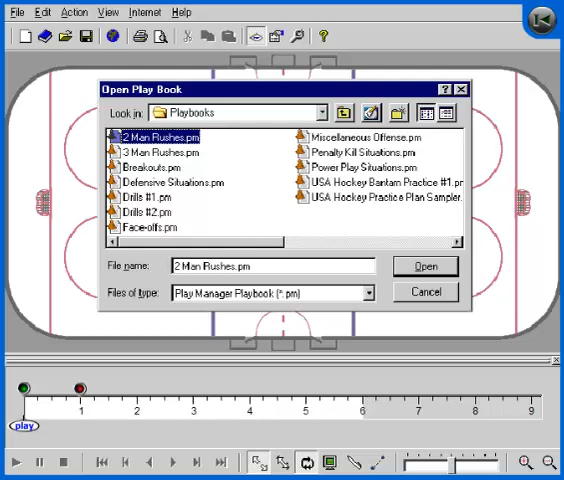 File Edit Action View Internet Help
Open Play Book
Look in: Playbooks
2 Man Rushes.pm
3 Man Rushes.pm
Breakouts.pm
Defensive Situations.pm
Drills #1.pm
Drills #2.pm
Face-offs.pm
Miscellaneous Offense.pm
Penalty Kill Situations.pm
Power Play Situations.pm
USA Hockey Bantam Practice #1.pr
USA Hockey Practice Plan Sampler.
File name: 2 Man Rushes.pm
Open
Files of type: Play Manager Playbook (*.pm)
Cancel
1 2 3 4 5 6 7 8 9
play